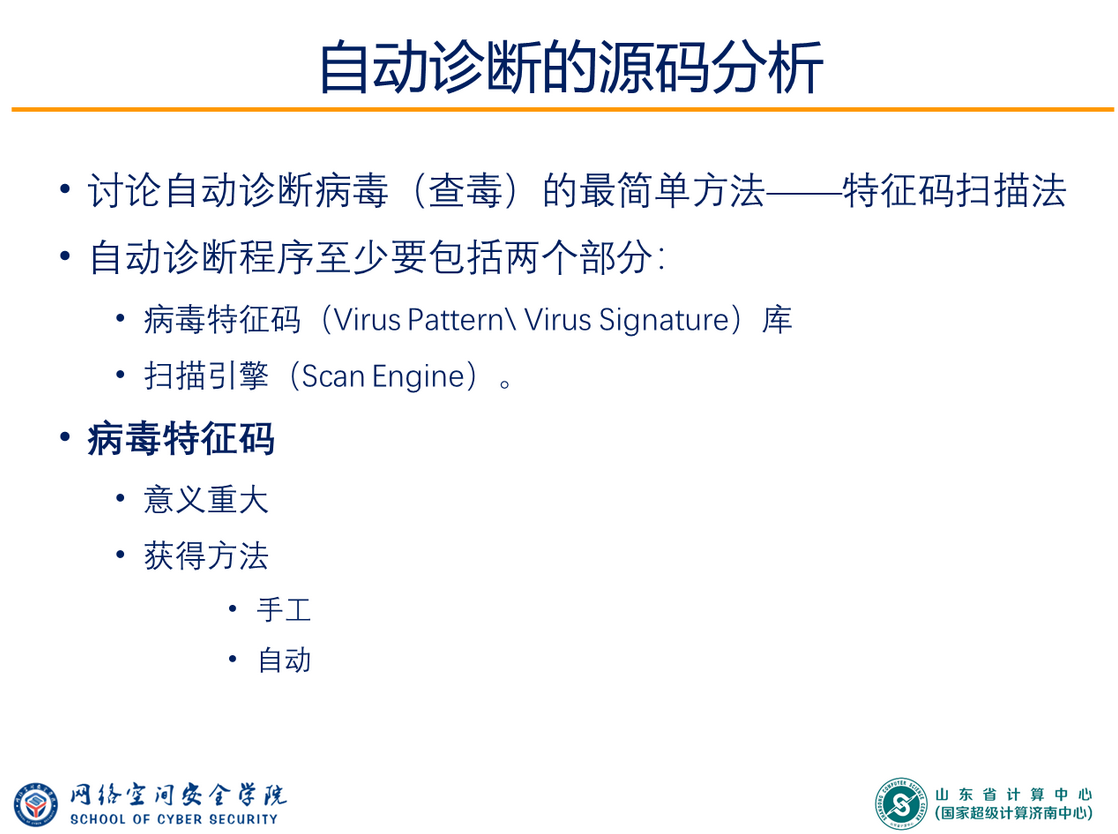 自动诊断的源码分析
• 讨论自动诊断病毒（查毒）的最简单方法——特征码扫描法
• 自动诊断程序至少要包括两个部分：
• 病毒特征码（Virus Pattern\ Virus Signature）库
• 扫描引擎（Scan Engine）。
• 病毒特征码
• 意义重大
• 获得方法
• 手工
• 自动
网络空间安全学院
SCHOOL OF CYBER SECURITY
山东省计算中心
(国家超级计算济南中心)